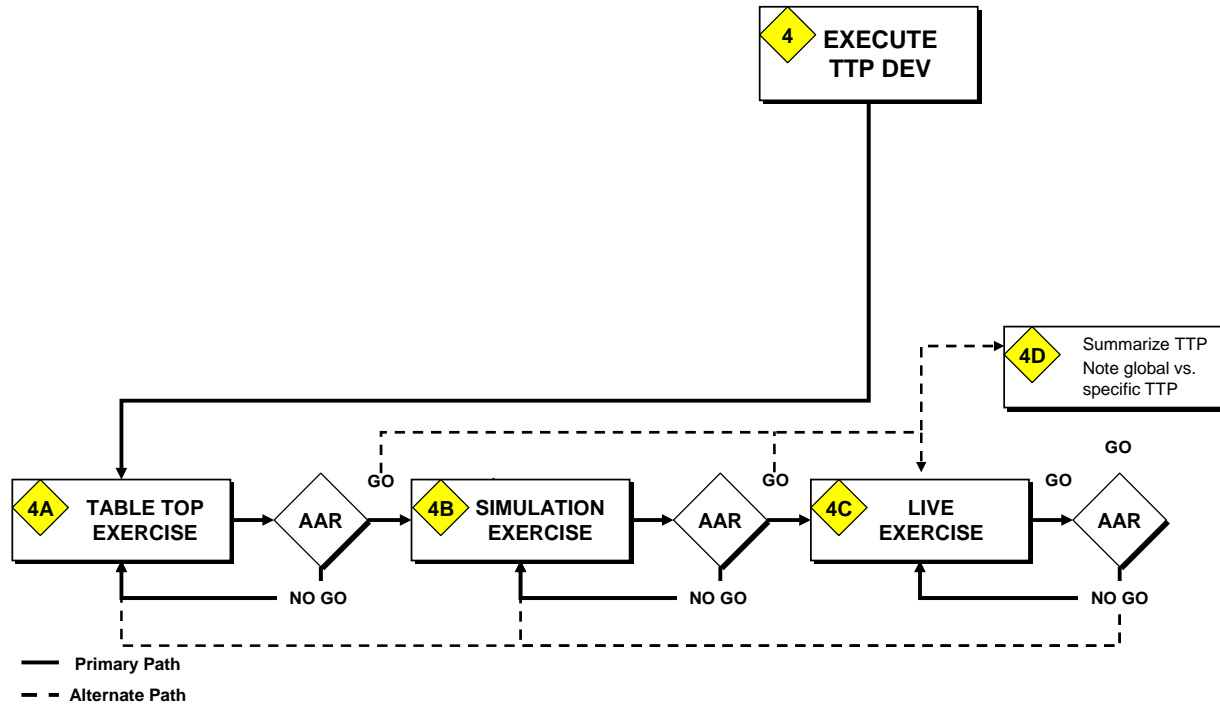 4
EXECUTE
TTP DEV
4D
Summarize TTP
Note global vs.
specific TTP
GO
GO
GO
GO
4A
TABLE TOP
EXERCISE
AAR
4B
SIMULATION
EXERCISE
AAR
4C
LIVE
EXERCISE
AAR
NO GO
NO GO
NO GO
Primary Path
Alternate Path